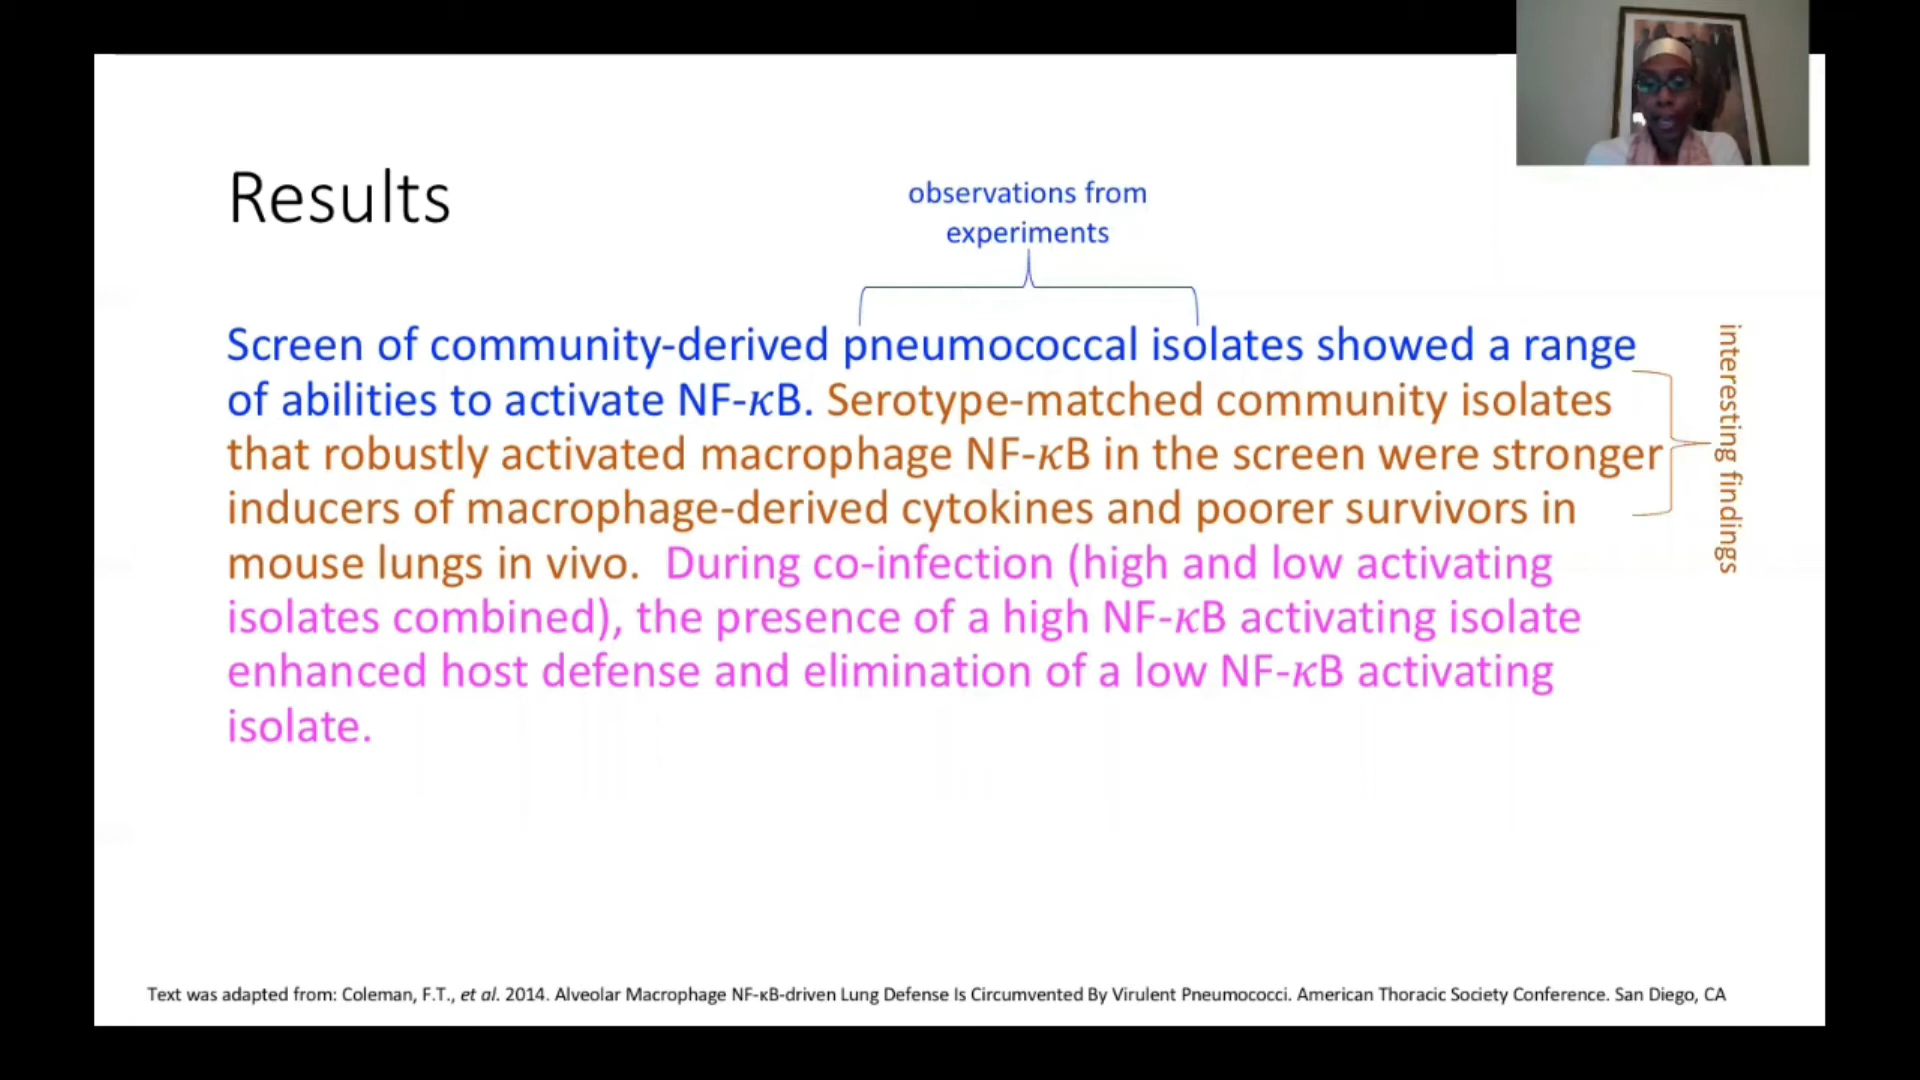 Results
observations from
experiments
Screen of community-derived pneumococcal isolates showed a range
of abilities to activate NF-𝜅B. Serotype-matched community isolates
that robustly activated macrophage NF-𝜅B in the screen were stronger
inducers of macrophage-derived cytokines and poorer survivors in
mouse lungs in vivo.  During co-infection (high and low activating
isolates combined), the presence of a high NF-𝜅B activating isolate
enhanced host defense and elimination of a low NF-𝜅B activating
isolate.
interesting findings
Text was adapted from: Coleman, F.T., et al. 2014. Alveolar Macrophage NF-κB-driven Lung Defense Is Circumvented By Virulent Pneumococci. American Thoracic Society Conference. San Diego, CA